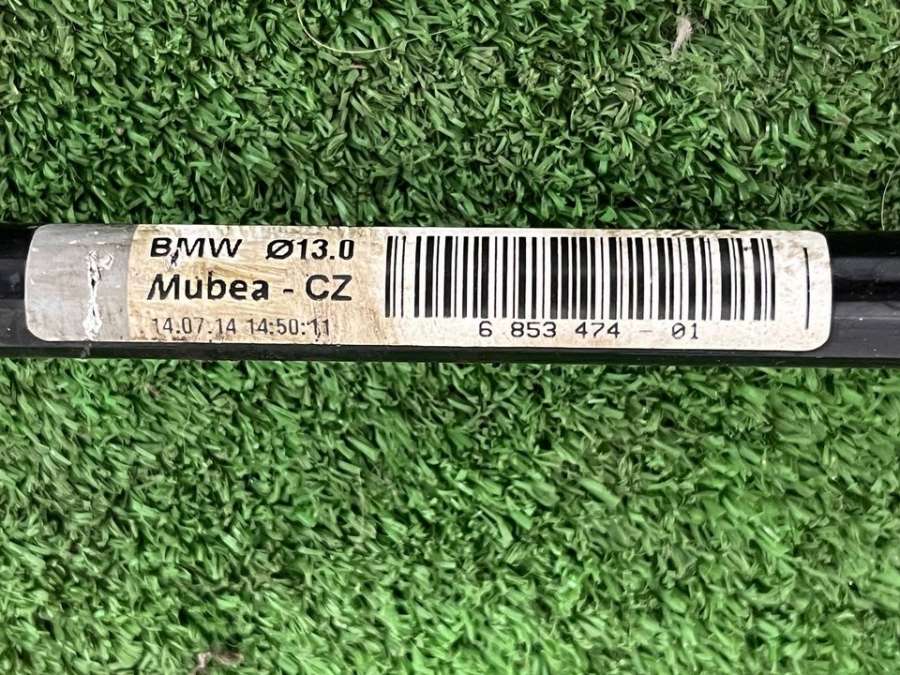 BMW Ø13.0
Mubea - CZ
14.07.14 14:50:11
6 853 474 - 01